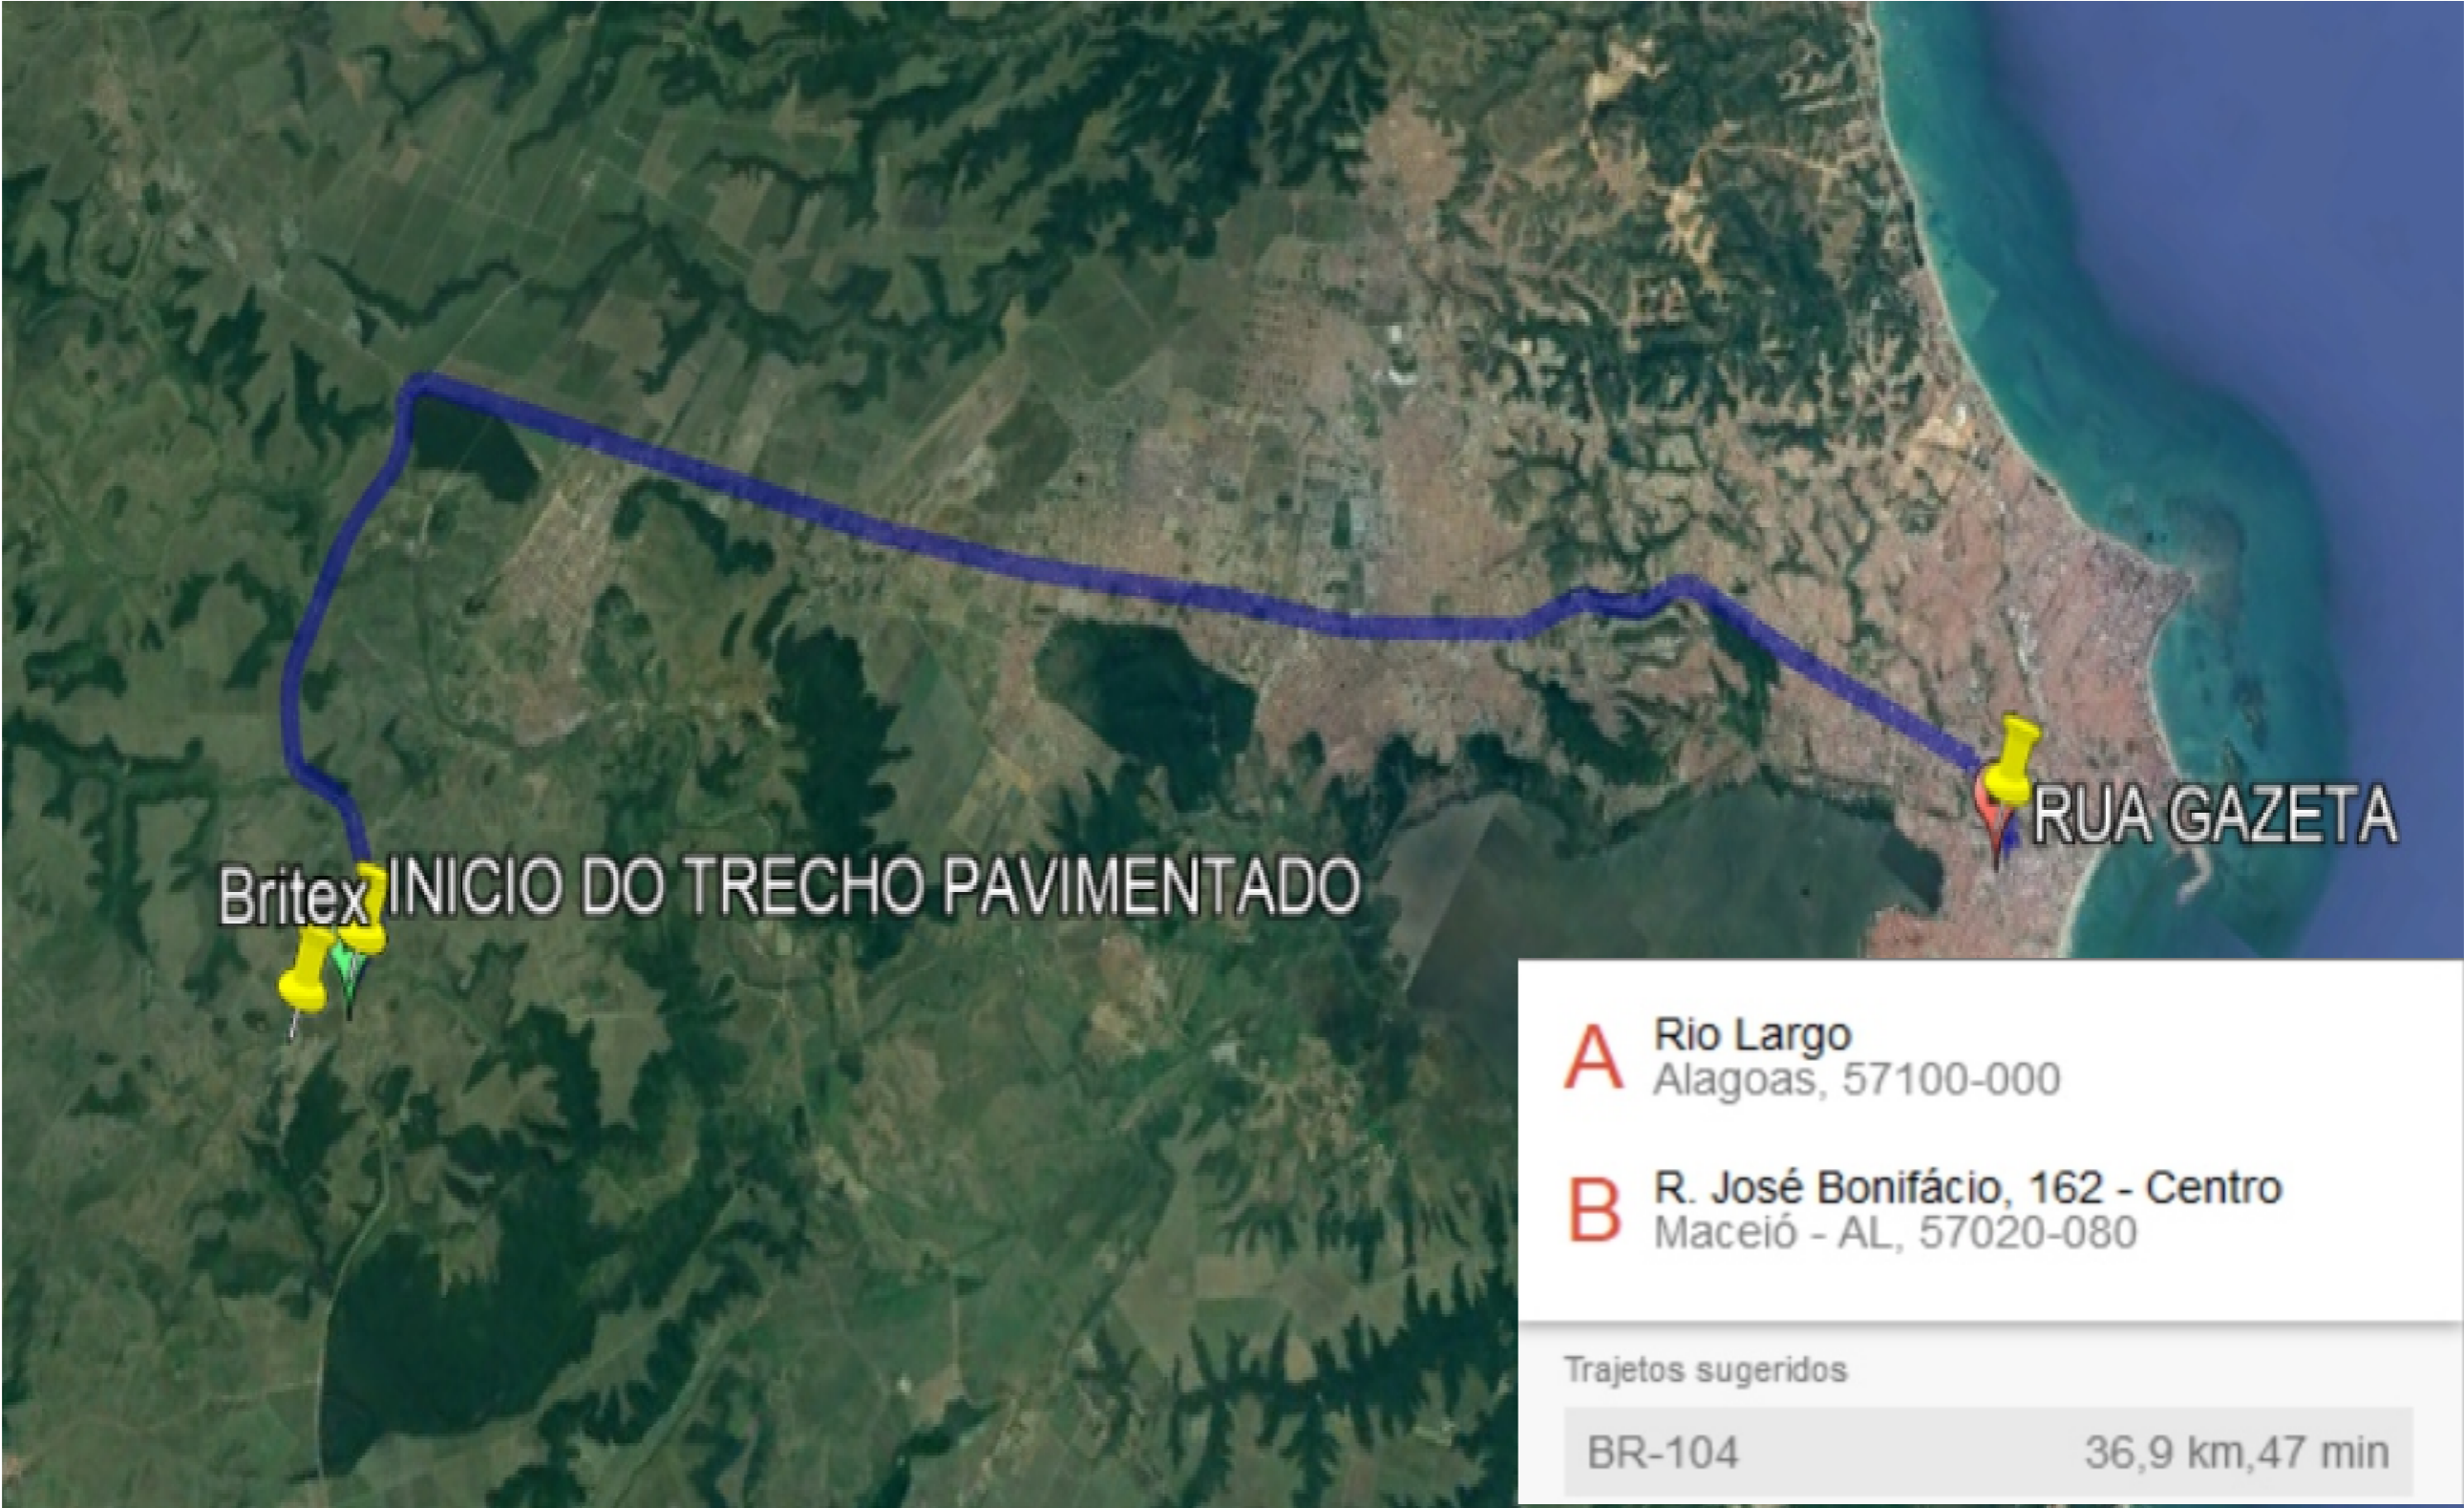 RUA GAZETA
Britex
INICIO DO TRECHO PAVIMENTADO
A
Rio Largo
Alagoas, 57100-000
B
R. José Bonifácio, 162 - Centro
Maceió - AL, 57020-080
Trajetos sugeridos
BR-104
36,9 km,47 min